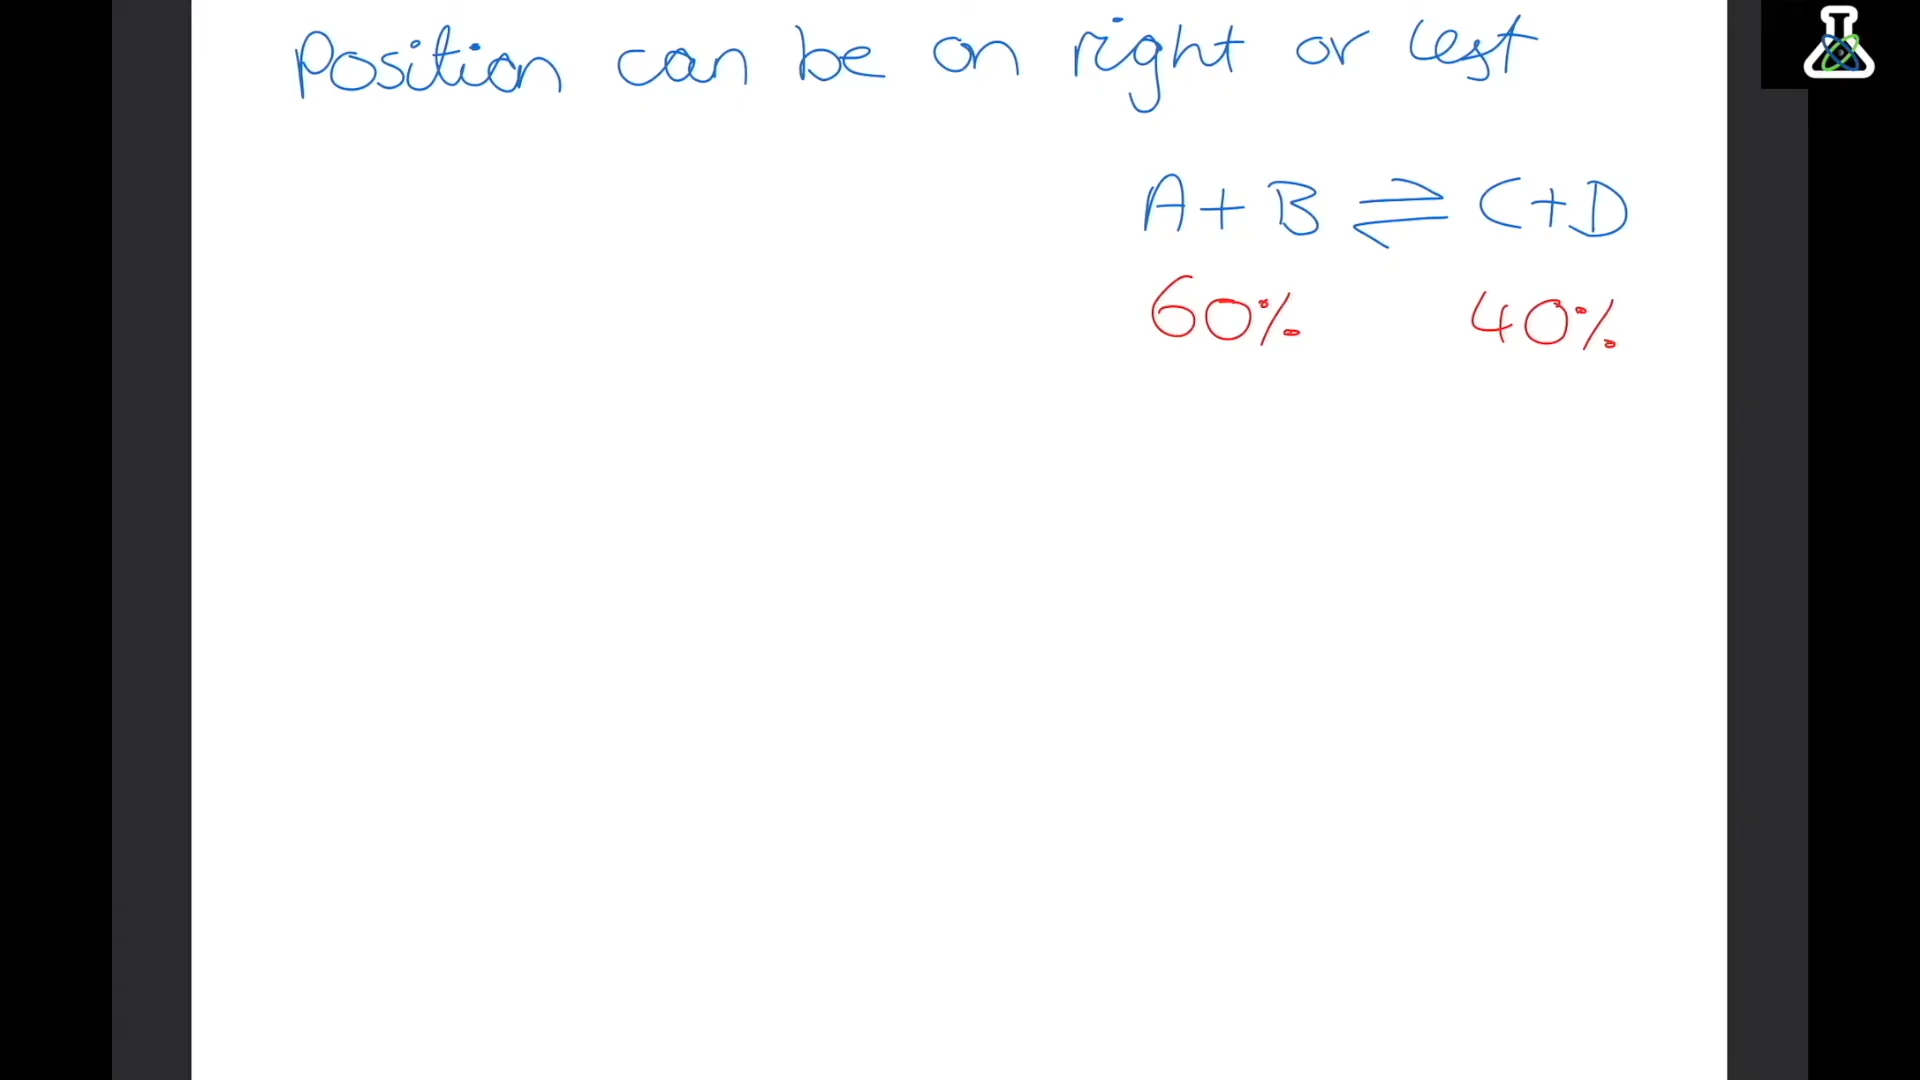 Position can be on right or left
A + B ⇌ C + D
60% 40%